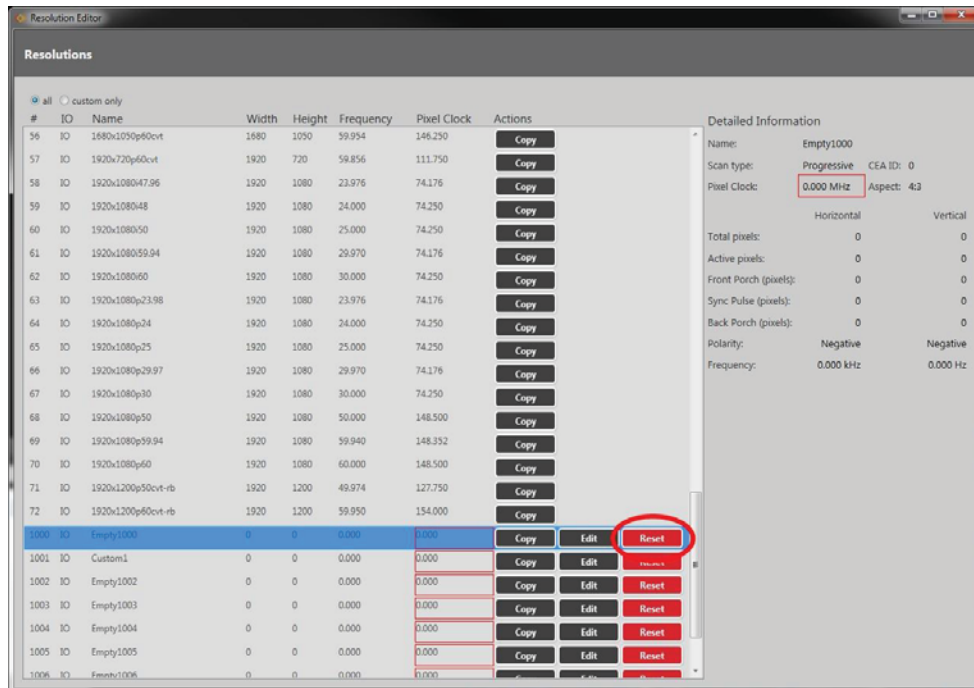 Resolution Editor
Resolutions
all custom only
# IO Name Width Height Frequency Pixel Clock Actions
56 IO 1680x1050p60cvt 1680 1050 59.954 146.250 Copy
57 IO 1920x720p60cvt 1920 720 59.856 111.750 Copy
58 IO 1920x1080i47.96 1920 1080 23.976 74.176 Copy
59 IO 1920x1080i48 1920 1080 24.000 74.250 Copy
60 IO 1920x1080i50 1920 1080 25.000 74.250 Copy
61 IO 1920x1080i59.94 1920 1080 29.970 74.176 Copy
62 IO 1920x1080i60 1920 1080 30.000 74.250 Copy
63 IO 1920x1080p23.98 1920 1080 23.976 74.176 Copy
64 IO 1920x1080p24 1920 1080 24.000 74.250 Copy
65 IO 1920x1080p25 1920 1080 25.000 74.250 Copy
66 IO 1920x1080p29.97 1920 1080 29.970 74.176 Copy
67 IO 1920x1080p30 1920 1080 30.000 74.250 Copy
68 IO 1920x1080p50 1920 1080 50.000 148.500 Copy
69 IO 1920x1080p59.94 1920 1080 59.940 148.352 Copy
70 IO 1920x1080p60 1920 1080 60.000 148.500 Copy
71 IO 1920x1200p50cvt-rb 1920 1200 49.974 127.750 Copy
72 IO 1920x1200p60cvt-rb 1920 1200 59.950 154.000 Copy
1000 IO Empty1000 0 0 0.000 0.000 Copy Edit Reset
1001 IO Custom1 0 0 0.000 0.000 Copy Edit
1002 IO Empty1002 0 0 0.000 0.000 Copy Edit Reset
1003 IO Empty1003 0 0 0.000 0.000 Copy Edit Reset
1004 IO Empty1004 0 0 0.000 0.000 Copy Edit Reset
1005 IO Empty1005 0 0 0.000 0.000 Copy Edit Reset
1006 IO Empty1006 0 0 0.000 0.000
Detailed Information
Name: Empty1000
Scan type: Progressive CEA ID: 0
Pixel Clock: 0.000 MHz Aspect: 4:3
Horizontal Vertical
Total pixels: 0 0
Active pixels: 0 0
Front Porch (pixels): 0 0
Sync Pulse (pixels): 0 0
Back Porch (pixels): 0 0
Polarity: Negative Negative
Frequency: 0.000 kHz 0.000 Hz